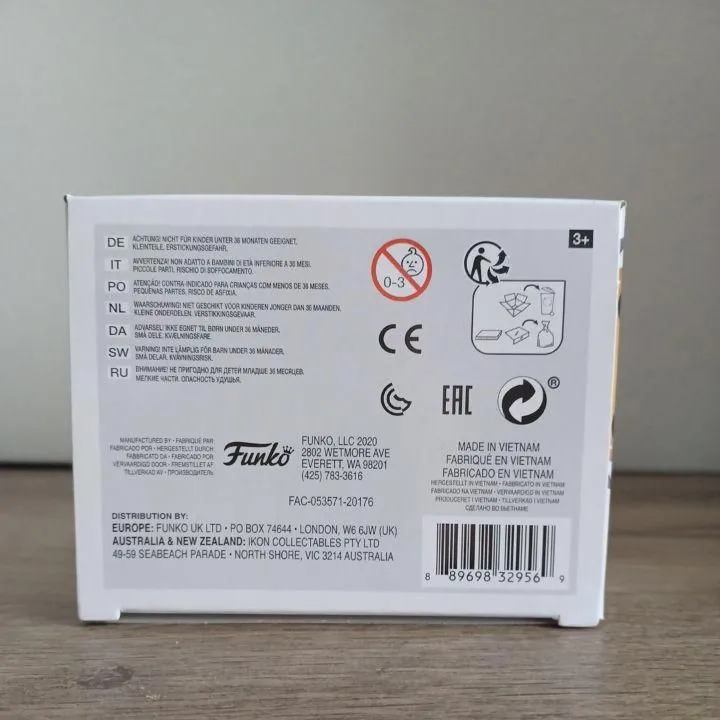 DE ACHTUNG! NICHT FÜR KINDER UNTER 36 MONATEN GEEIGNET,
KLEINTEILE, ERSTICKUNGSGEFAHR.
IT AVVERTENZA! NON ADATTO A BAMBINI DI ETÀ INFERIORE A 36 MESI.
PICCOLE PARTI, RISCHIO DI SOFFOCAMENTO.
PO ATENÇÃO! CONTRA-INDICADO PARA CRIANÇAS COM MENOS DE 36 MESES.
PEQUENAS PARTES, RISCO DE ASFIXIA.
NL WAARSCHUWING! NIET GESCHIKT VOOR KINDEREN JONGER DAN 36 MAANDEN.
KLEINE ONDERDELEN. VERSTIKKINGSGEVAAR.
DA ADVARSEL! IKKE EGNET TIL BØRN UNDER 36 MÅNEDER.
SMÅ DELE. KVÆLNINGSFARE.
SW VARNING! INTE LÄMPLIG FÖR BARN UNDER 36 MÅNADER.
SMÅ DELAR. KVÄVNINGSRISK.
RU ВНИМАНИЕ! НЕ ПРИГОДНО ДЛЯ ДЕТЕЙ МЛАДШЕ 36 МЕСЯЦЕВ.
МЕЛКИЕ ЧАСТИ. ОПАСНОСТЬ УДУШЬЯ.
0-3
3+
CE
EAC
®
MANUFACTURED BY • FABRIQUÉ PAR
FABRICADO POR • HERGESTELLT DURCH
FABBRICATO DA • FABRICADO POR
VERVAARDIGD DOOR • FREMSTILLET AF
TILLVERKAD AV • ПРОИЗВОДИТЕЛЬ
Funko
FUNKO, LLC 2020
2802 WETMORE AVE
EVERETT, WA 98201
(425) 783-3616
FAC-053571-20176
MADE IN VIETNAM
FABRIQUÉ EN VIETNAM
FABRICADO EN VIETNAM
HERGESTELLT IN VIETNAM • FABBRICATO IN VIETNAM
FABRICADO NA VIETNAM • VERVAARDIGD IN VIETNAM
PRODUCERET I VIETNAM • TILLVERKAD I VIETNAM
СДЕЛАНО ВО ВЬЕТНАМЕ
DISTRIBUTION BY:
EUROPE: FUNKO UK LTD • PO BOX 74644 • LONDON, W6 6JW (UK)
AUSTRALIA & NEW ZEALAND: IKON COLLECTABLES PTY LTD
49-59 SEABEACH PARADE • NORTH SHORE, VIC 3214 AUSTRALIA
8 89698 32956 9